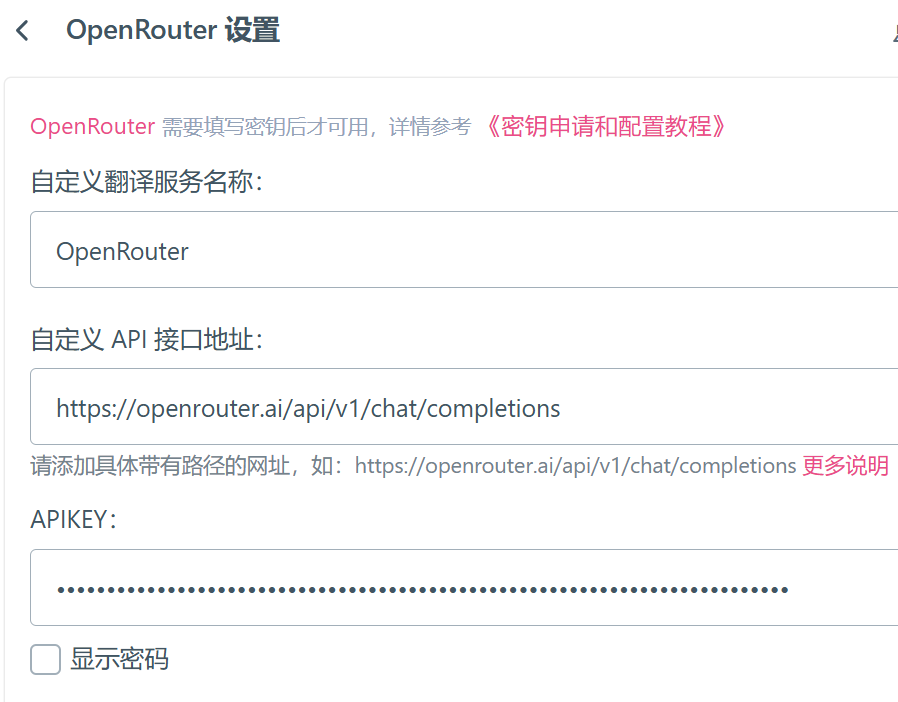 OpenRouter 设置
OpenRouter 需要填写密钥后才可用，详情参考 《密钥申请和配置教程》
自定义翻译服务名称：
OpenRouter
自定义 API 接口地址：
https://openrouter.ai/api/v1/chat/completions
请添加具体带有路径的网址，如：https://openrouter.ai/api/v1/chat/completions 更多说明
APIKEY：
显示密码